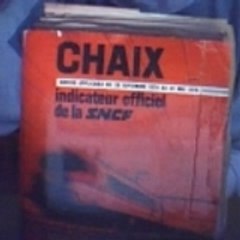 CHAIX
indicateur officiel
de la SNCF